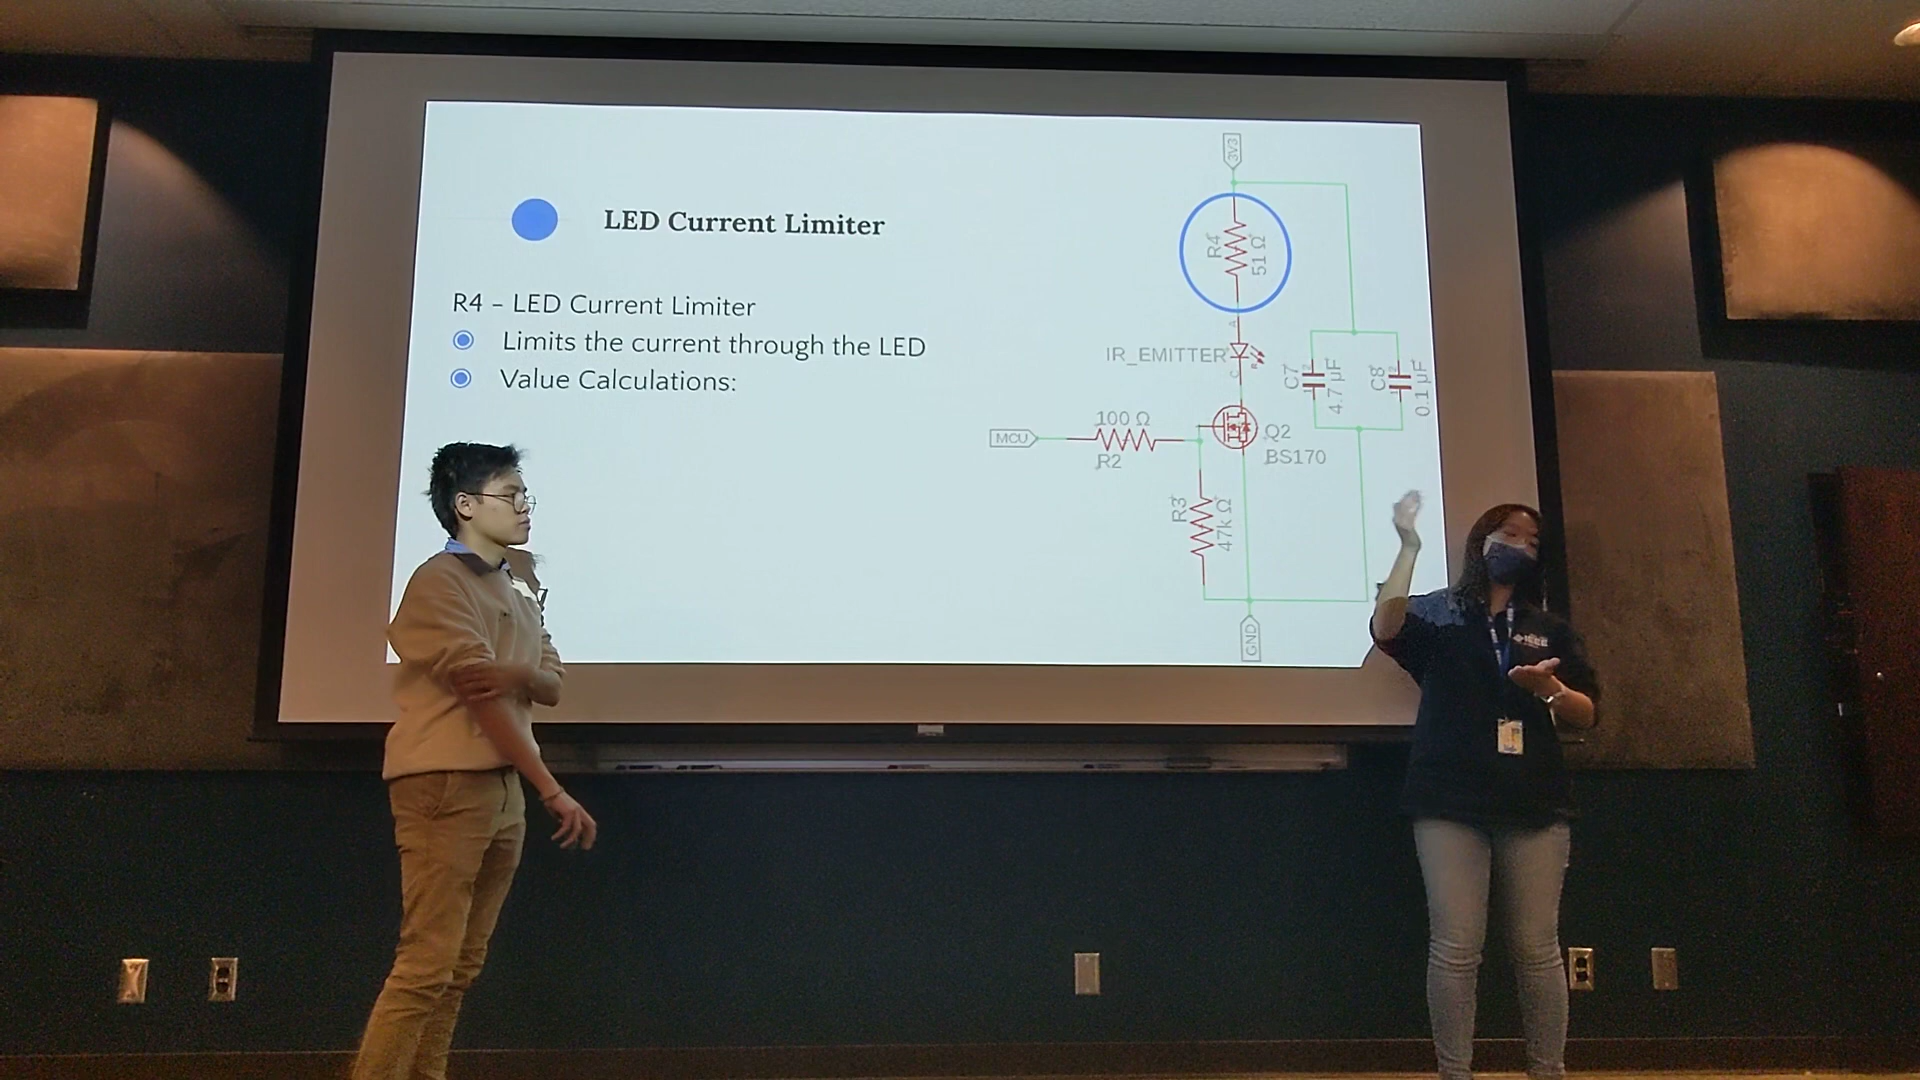 LED Current Limiter
R4 – LED Current Limiter
Limits the current through the LED
Value Calculations:
3V3
R4
51 Ω
A
IR_EMITTER
C
C7
4.7 µF
C8
0.1 µF
MCU
100 Ω
R2
Q2
BS170
R3
47k Ω
GND
IEEE